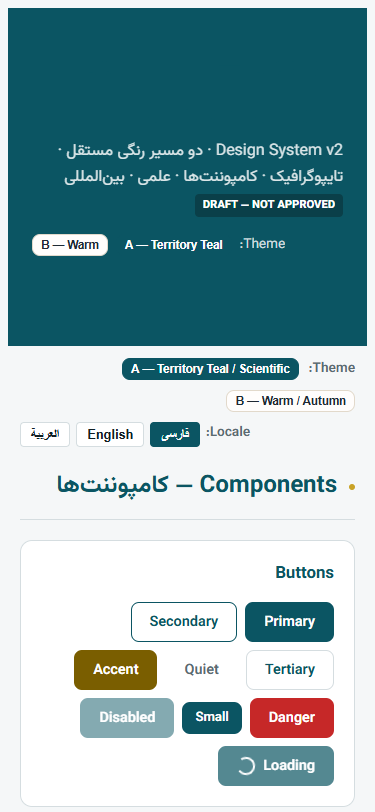 Design System v2 · دو مسیر رنگی مستقل ·
تایپوگرافیک · کامپوننت‌ها · علمی · بین‌المللی
DRAFT — NOT APPROVED
Theme: A — Territory Teal B — Warm
Theme: A — Territory Teal / Scientific
B — Warm / Autumn
Locale: فارسی English العربية
Components — کامپوننت‌ها
Buttons
Primary Secondary
Tertiary Quiet Accent
Danger Small Disabled
Loading